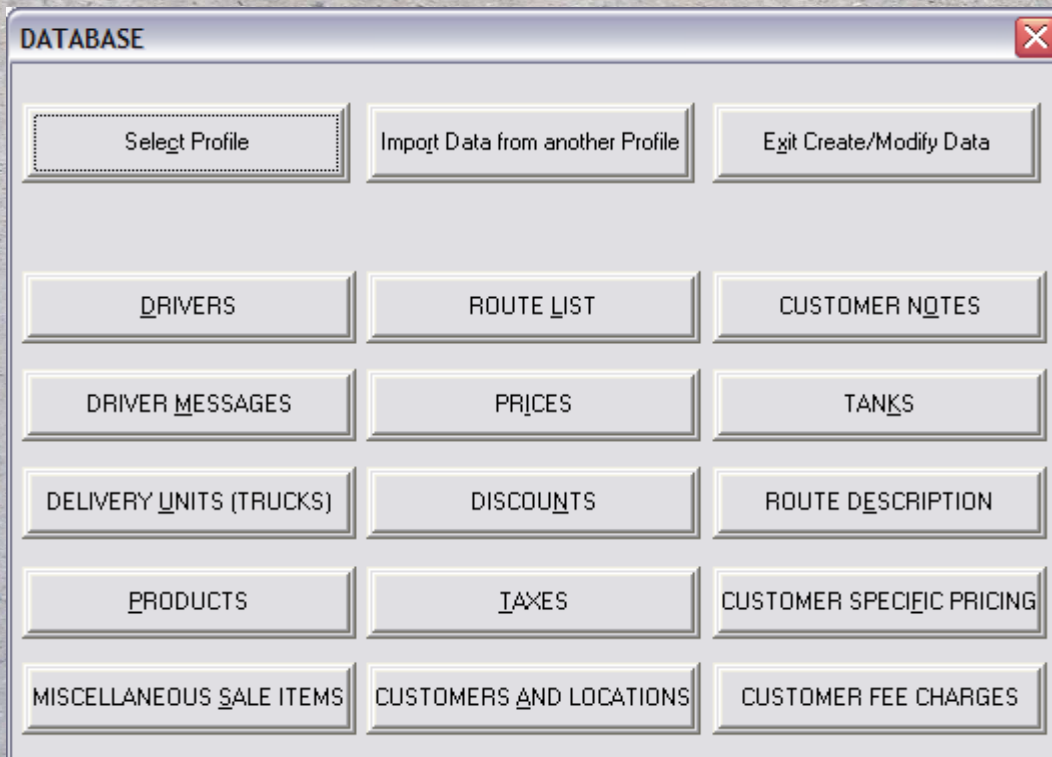 DATABASE
Select Profile
Import Data from another Profile
Exit Create/Modify Data
DRIVERS
ROUTE LIST
CUSTOMER NOTES
DRIVER MESSAGES
PRICES
TANKS
DELIVERY UNITS (TRUCKS)
DISCOUNTS
ROUTE DESCRIPTION
PRODUCTS
TAXES
CUSTOMER SPECIFIC PRICING
MISCELLANEOUS SALE ITEMS
CUSTOMERS AND LOCATIONS
CUSTOMER FEE CHARGES